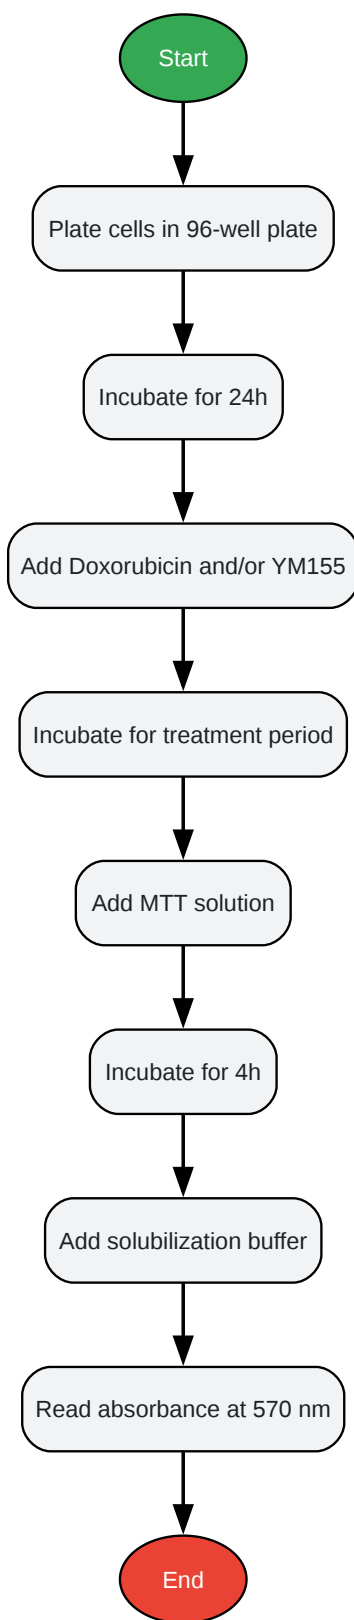 Start
Plate cells in 96-well plate
Incubate for 24h
Add Doxorubicin and/or YM155
Incubate for treatment period
Add MTT solution
Incubate for 4h
Add solubilization buffer
Read absorbance at 570 nm
End